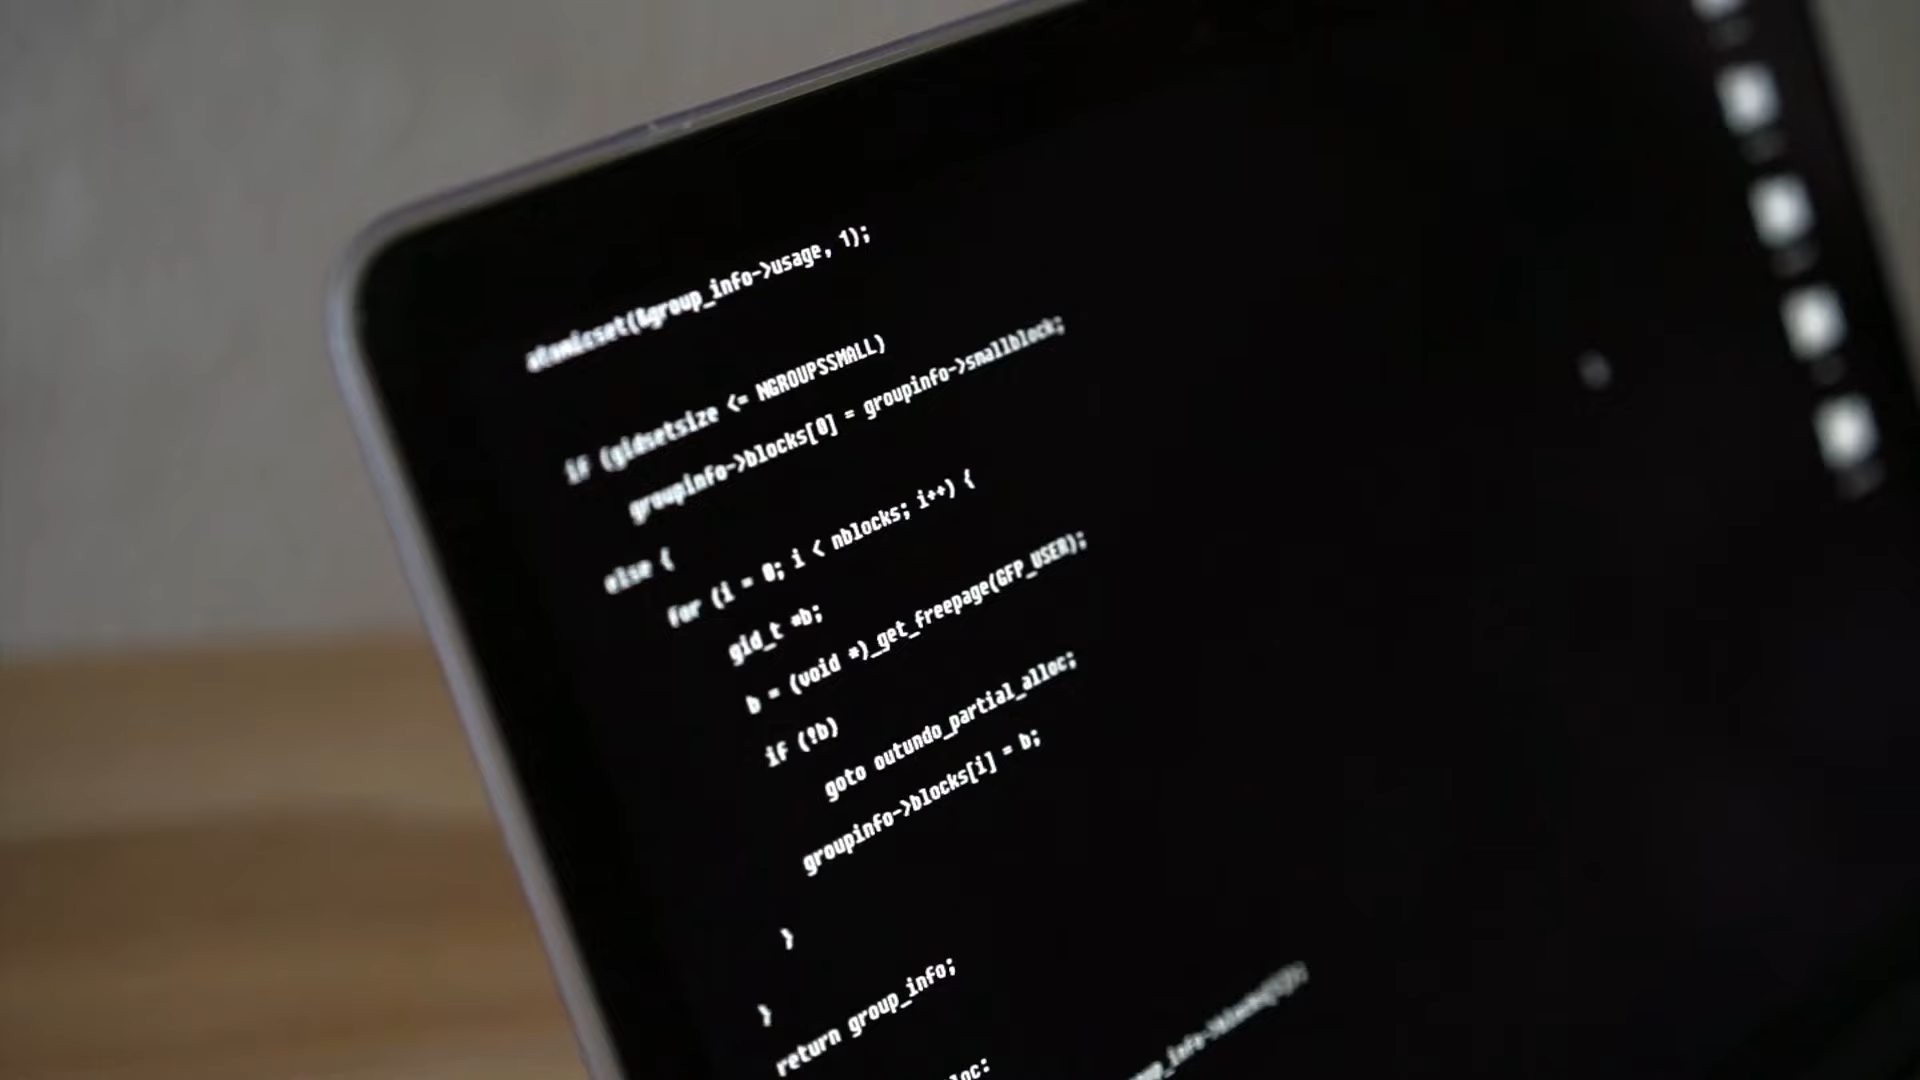 atomicset(&group_info->usage, 1);
if (gidsetsize <= NGROUPSSMALL)
groupinfo->blocks[0] = groupinfo->smallblock;
else {
for (i = 0; i < nblocks; i++) {
gid_t *b;
b = (void *)_get_freepage(GFP_USER);
if (!b)
goto outundo_partial_alloc;
groupinfo->blocks[i] = b;
}
}
return group_info;